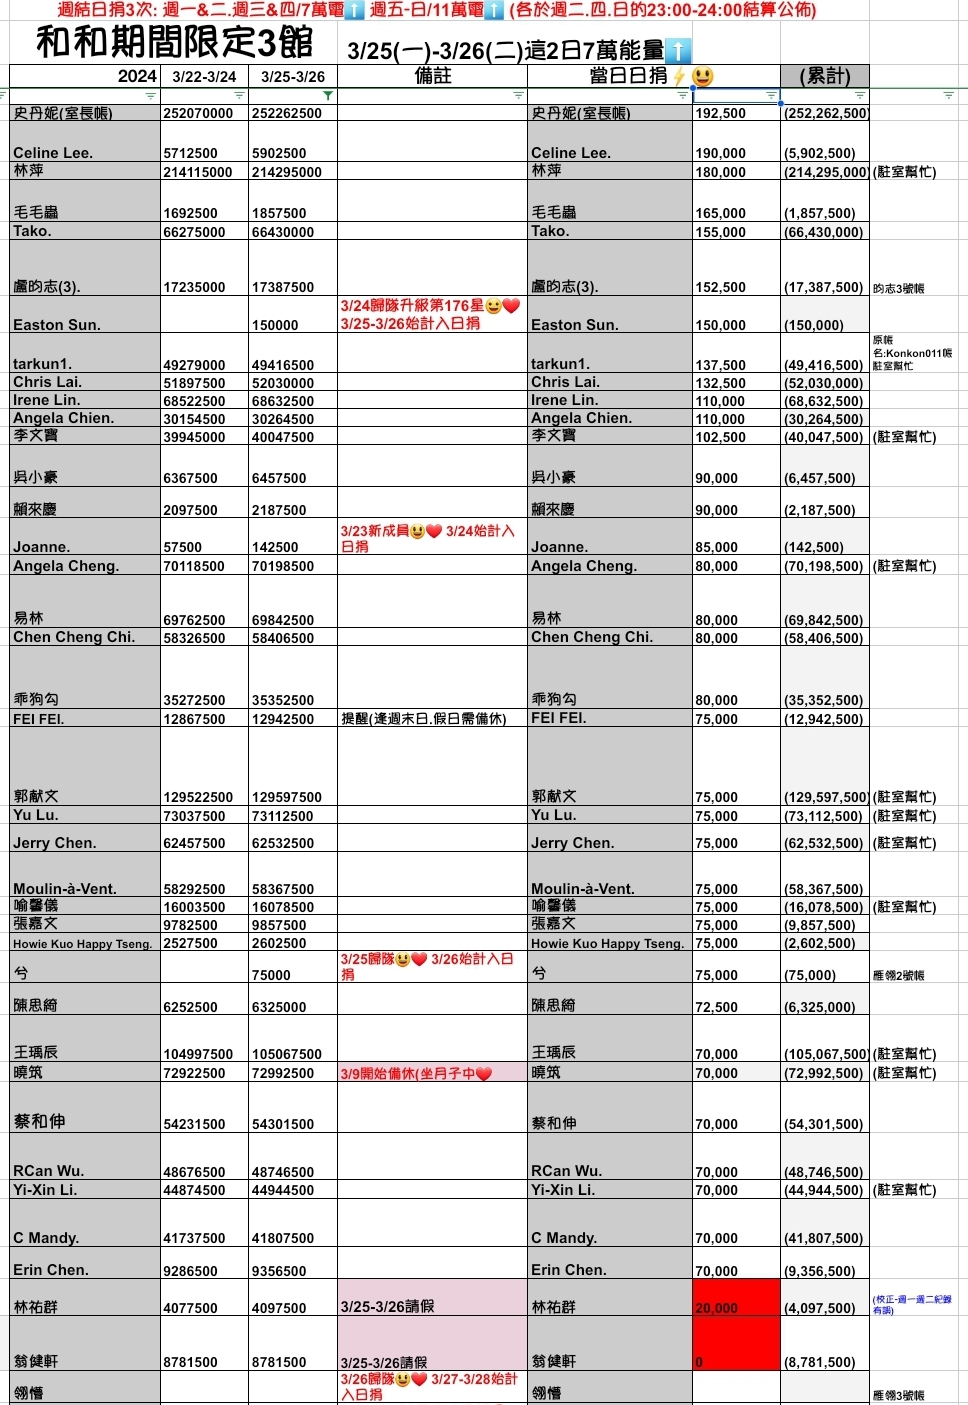 週結日捐3次: 週一&二.週三&四/7萬電⬆️ 週五-日/11萬電⬆️ (各於週二.四.日的23:00-24:00結算公佈)
和和期間限定3館 3/25(一)-3/26(二)這2日7萬能量⬆️
2024 3/22-3/24 3/25-3/26 備註 當日日捐⚡😃 (累計)
史丹妮(室長帳) 252070000 252262500 史丹妮(室長帳) 192,500 (252,262,500)
Celine Lee. 5712500 5902500 Celine Lee. 190,000 (5,902,500)
林萍 214115000 214295000 林萍 180,000 (214,295,000) (駐室幫忙)
毛毛蟲 1692500 1857500 毛毛蟲 165,000 (1,857,500)
Tako. 66275000 66430000 Tako. 155,000 (66,430,000)
盧昀志(3). 17235000 17387500 盧昀志(3). 152,500 (17,387,500) 昀志3號帳
3/24歸隊升級第176星😃❤️
Easton Sun. 150000 3/25-3/26始計入日捐 Easton Sun. 150,000 (150,000)
原帳
名:Konkon011帳
tarkun1. 49279000 49416500 tarkun1. 137,500 (49,416,500) 駐室幫忙
Chris Lai. 51897500 52030000 Chris Lai. 132,500 (52,030,000)
Irene Lin. 68522500 68632500 Irene Lin. 110,000 (68,632,500)
Angela Chien. 30154500 30264500 Angela Chien. 110,000 (30,264,500)
李文寶 39945000 40047500 李文寶 102,500 (40,047,500) (駐室幫忙)
吳小豪 6367500 6457500 吳小豪 90,000 (6,457,500)
賴來慶 2097500 2187500 賴來慶 90,000 (2,187,500)
3/23新成員😃❤️ 3/24始計入
Joanne. 57500 142500 日捐 Joanne. 85,000 (142,500)
Angela Cheng. 70118500 70198500 Angela Cheng. 80,000 (70,198,500) (駐室幫忙)
易林 69762500 69842500 易林 80,000 (69,842,500)
Chen Cheng Chi. 58326500 58406500 Chen Cheng Chi. 80,000 (58,406,500)
乖狗勾 35272500 35352500 乖狗勾 80,000 (35,352,500)
FEI FEI. 12867500 12942500 提醒(逢週末日.假日需備休) FEI FEI. 75,000 (12,942,500)
郭献文 129522500 129597500 郭献文 75,000 (129,597,500) (駐室幫忙)
Yu Lu. 73037500 73112500 Yu Lu. 75,000 (73,112,500) (駐室幫忙)
Jerry Chen. 62457500 62532500 Jerry Chen. 75,000 (62,532,500) (駐室幫忙)
Moulin-à-Vent. 58292500 58367500 Moulin-à-Vent. 75,000 (58,367,500)
喻馨儀 16003500 16078500 喻馨儀 75,000 (16,078,500) (駐室幫忙)
張嘉文 9782500 9857500 張嘉文 75,000 (9,857,500)
Howie Kuo Happy Tseng. 2527500 2602500 Howie Kuo Happy Tseng. 75,000 (2,602,500)
3/25歸隊😃❤️ 3/26始計入日
兮 75000 捐 兮 75,000 (75,000) 雁翎2號帳
陳思綺 6252500 6325000 陳思綺 72,500 (6,325,000)
王瑀辰 104997500 105067500 王瑀辰 70,000 (105,067,500) (駐室幫忙)
曉筑 72922500 72992500 3/9開始備休(坐月子中❤️ 曉筑 70,000 (72,992,500) (駐室幫忙)
蔡和伸 54231500 54301500 蔡和伸 70,000 (54,301,500)
RCan Wu. 48676500 48746500 RCan Wu. 70,000 (48,746,500)
Yi-Xin Li. 44874500 44944500 Yi-Xin Li. 70,000 (44,944,500) (駐室幫忙)
C Mandy. 41737500 41807500 C Mandy. 70,000 (41,807,500)
Erin Chen. 9286500 9356500 Erin Chen. 70,000 (9,356,500)
林祐群 4077500 4097500 3/25-3/26請假 林祐群 20,000 (4,097,500) (校正-週一週二紀錄
有誤)
翁健軒 8781500 8781500 3/25-3/26請假 翁健軒 0 (8,781,500)
3/26歸隊😃❤️ 3/27-3/28始計
翎懵 入日捐 翎懵 雁翎3號帳